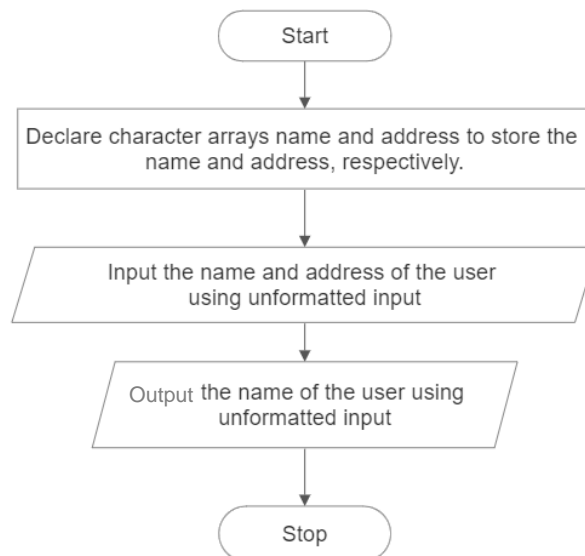 Start
Declare character arrays name and address to store the
name and address, respectively.
Input the name and address of the user
using unformatted input
Output the name of the user using
unformatted input
Stop